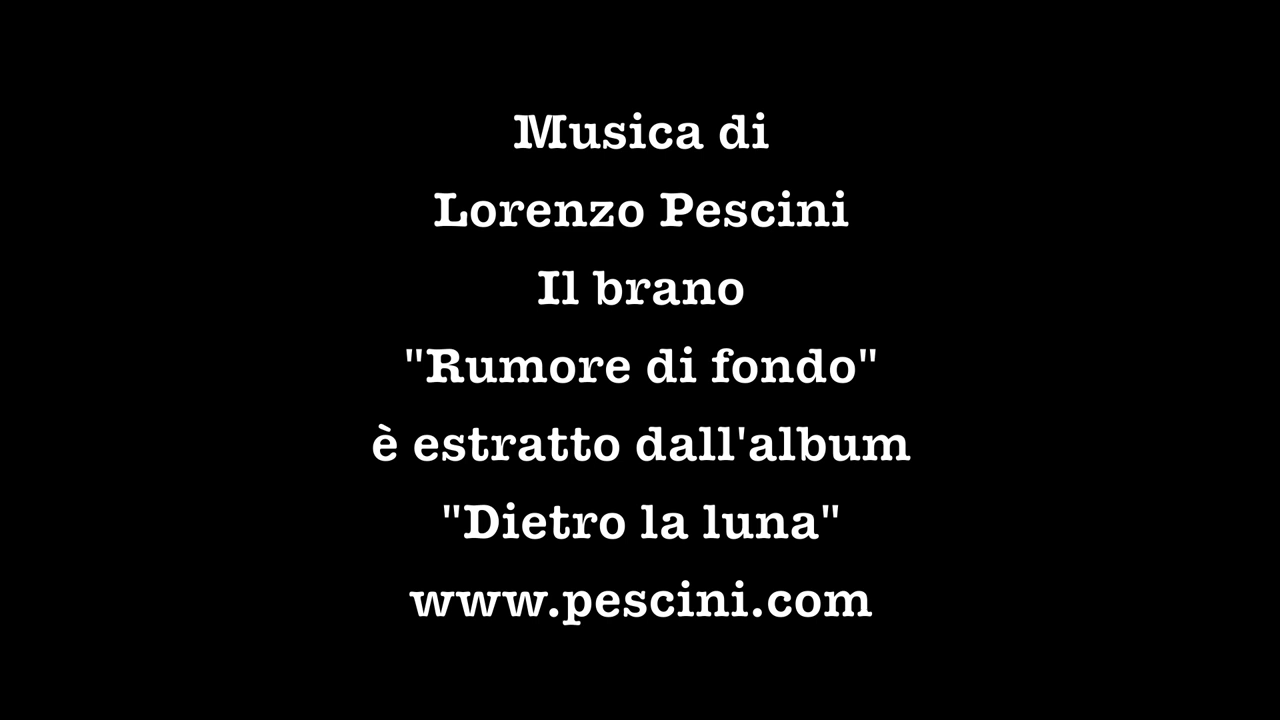 Musica di
Lorenzo Pescini
Il brano
"Rumore di fondo"
è estratto dall'album
"Dietro la luna"
www.pescini.com